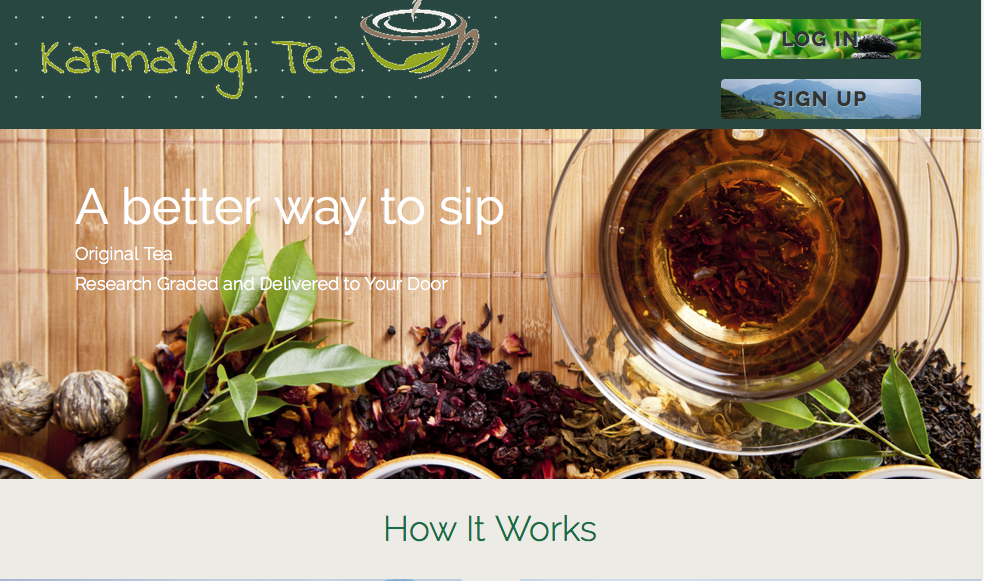 KarmaYogi Tea
LOG IN
SIGN UP
A better way to sip
Original Tea
Research Graded and Delivered to Your Door
How It Works